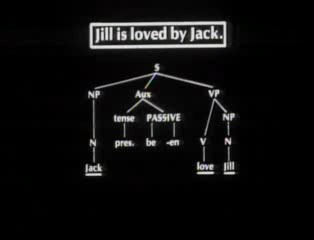 Jill is loved by Jack.
S
NP Aux VP
tense PASSIVE NP
N pres. be -en V N
Jack love Jill